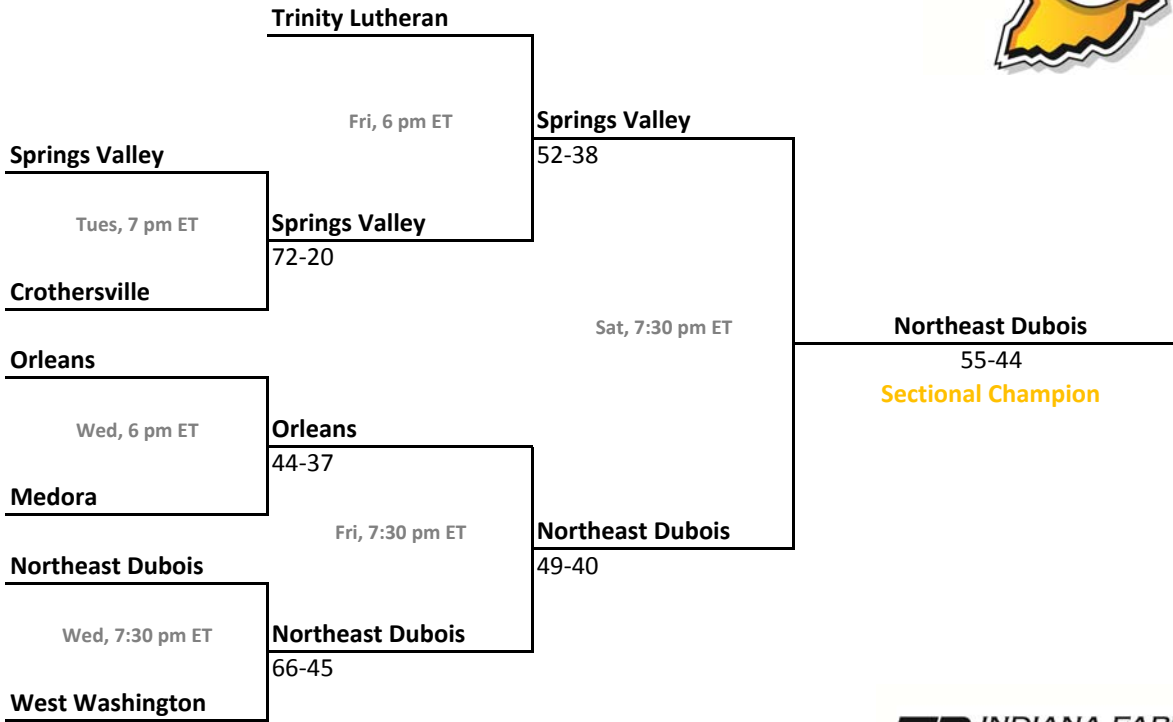 Trinity Lutheran
Fri, 6 pm ET
Springs Valley
52-38
Springs Valley
Tues, 7 pm ET
Springs Valley
72-20
Crothersville
Sat, 7:30 pm ET
Northeast Dubois
55-44
Sectional Champion
Orleans
Wed, 6 pm ET
Orleans
44-37
Medora
Fri, 7:30 pm ET
Northeast Dubois
49-40
Northeast Dubois
Wed, 7:30 pm ET
Northeast Dubois
66-45
West Washington
INDIANA